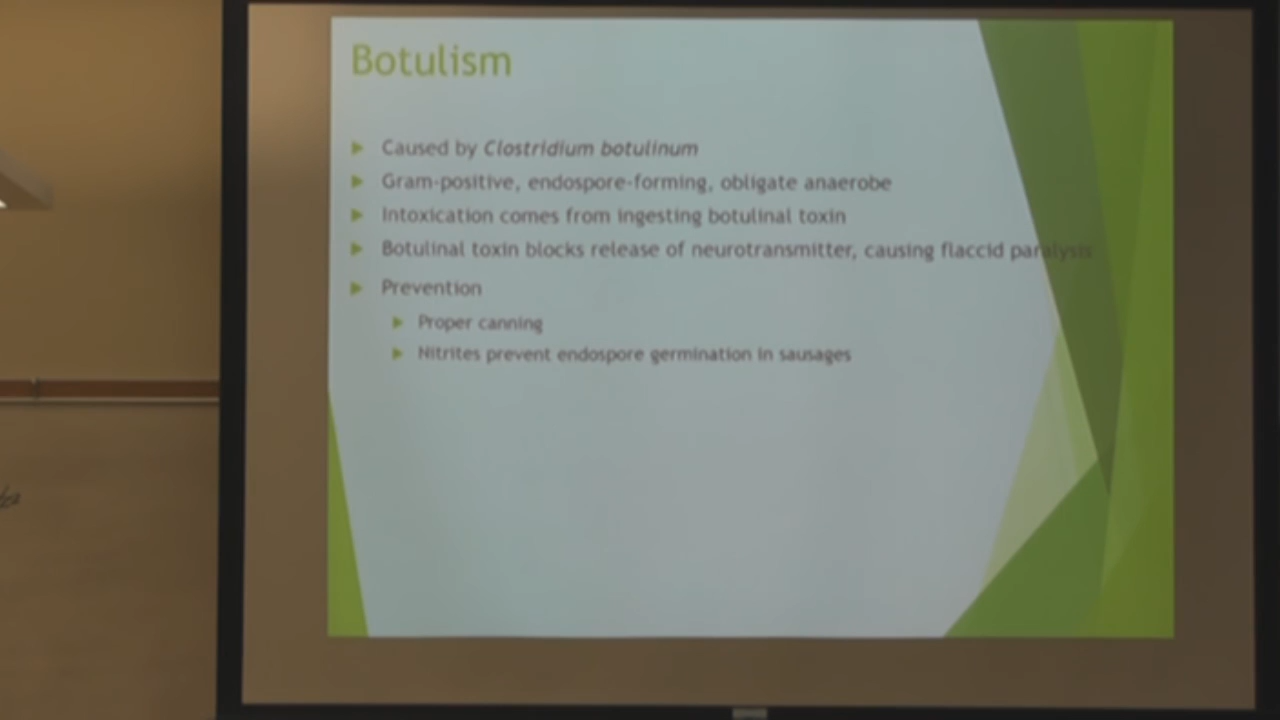 Botulism
Caused by Clostridium botulinum
Gram-positive, endospore-forming, obligate anaerobe
Intoxication comes from ingesting botulinal toxin
Botulinal toxin blocks release of neurotransmitter, causing flaccid paralysis
Prevention
Proper canning
Nitrites prevent endospore germination in sausages